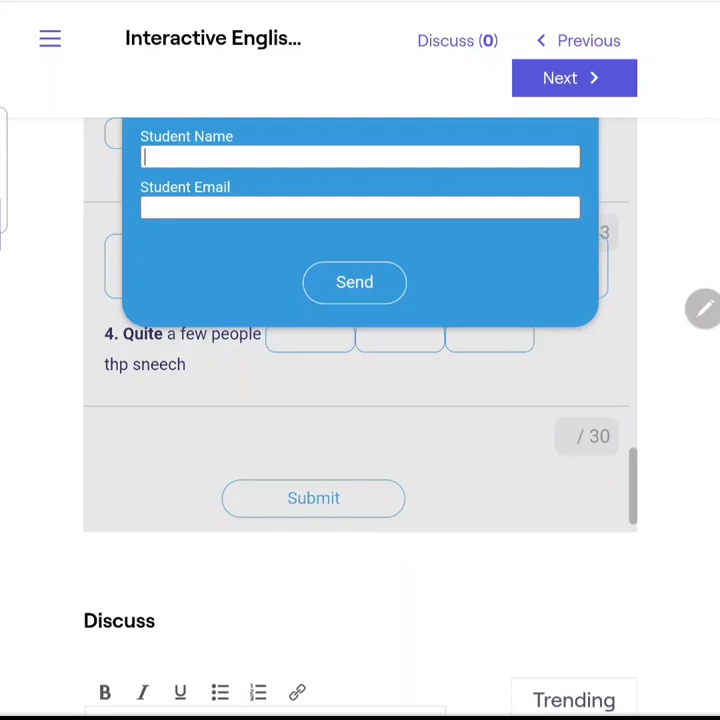 Interactive Englis...
Discuss (0)
Previous
Next
Student Name
Student Email
3
Send
4. Quite a few people
thp sneech
/ 30
Submit
Discuss
B I U
Trending